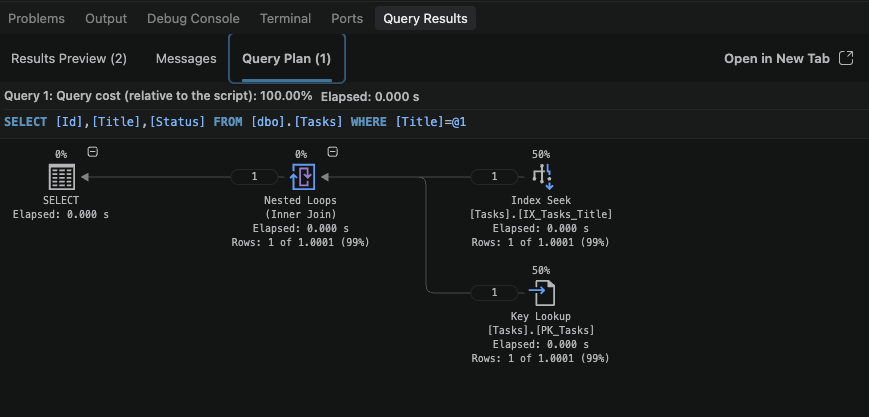 Problems Output Debug Console Terminal Ports Query Results
Results Preview (2) Messages Query Plan (1) Open in New Tab
Query 1: Query cost (relative to the script): 100.00% Elapsed: 0.000 s
SELECT [Id],[Title],[Status] FROM [dbo].[Tasks] WHERE [Title]=@1
0%
SELECT
Elapsed: 0.000 s
1
0%
Nested Loops
(Inner Join)
Elapsed: 0.000 s
Rows: 1 of 1.0001 (99%)
1
50%
Index Seek
[Tasks].[IX_Tasks_Title]
Elapsed: 0.000 s
Rows: 1 of 1.0001 (99%)
1
50%
Key Lookup
[Tasks].[PK_Tasks]
Elapsed: 0.000 s
Rows: 1 of 1.0001 (99%)